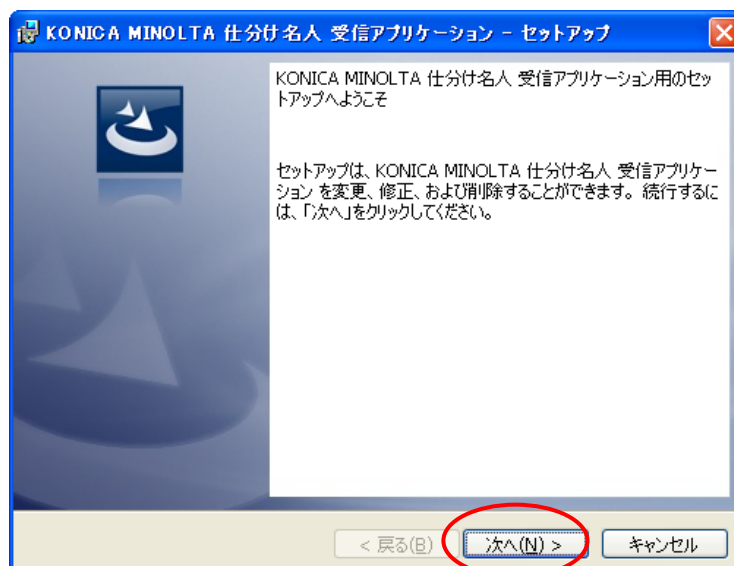 KONICA MINOLTA 仕分け名人 受信アプリケーション - セットアップ
KONICA MINOLTA 仕分け名人 受信アプリケーション用のセッ
トアップへようこそ
セットアップは、KONICA MINOLTA 仕分け名人 受信アプリケー
ション を変更、修正、および削除することができます。続行するに
は、「次へ」をクリックしてください。
< 戻る(B)
次へ(N) >
キャンセル